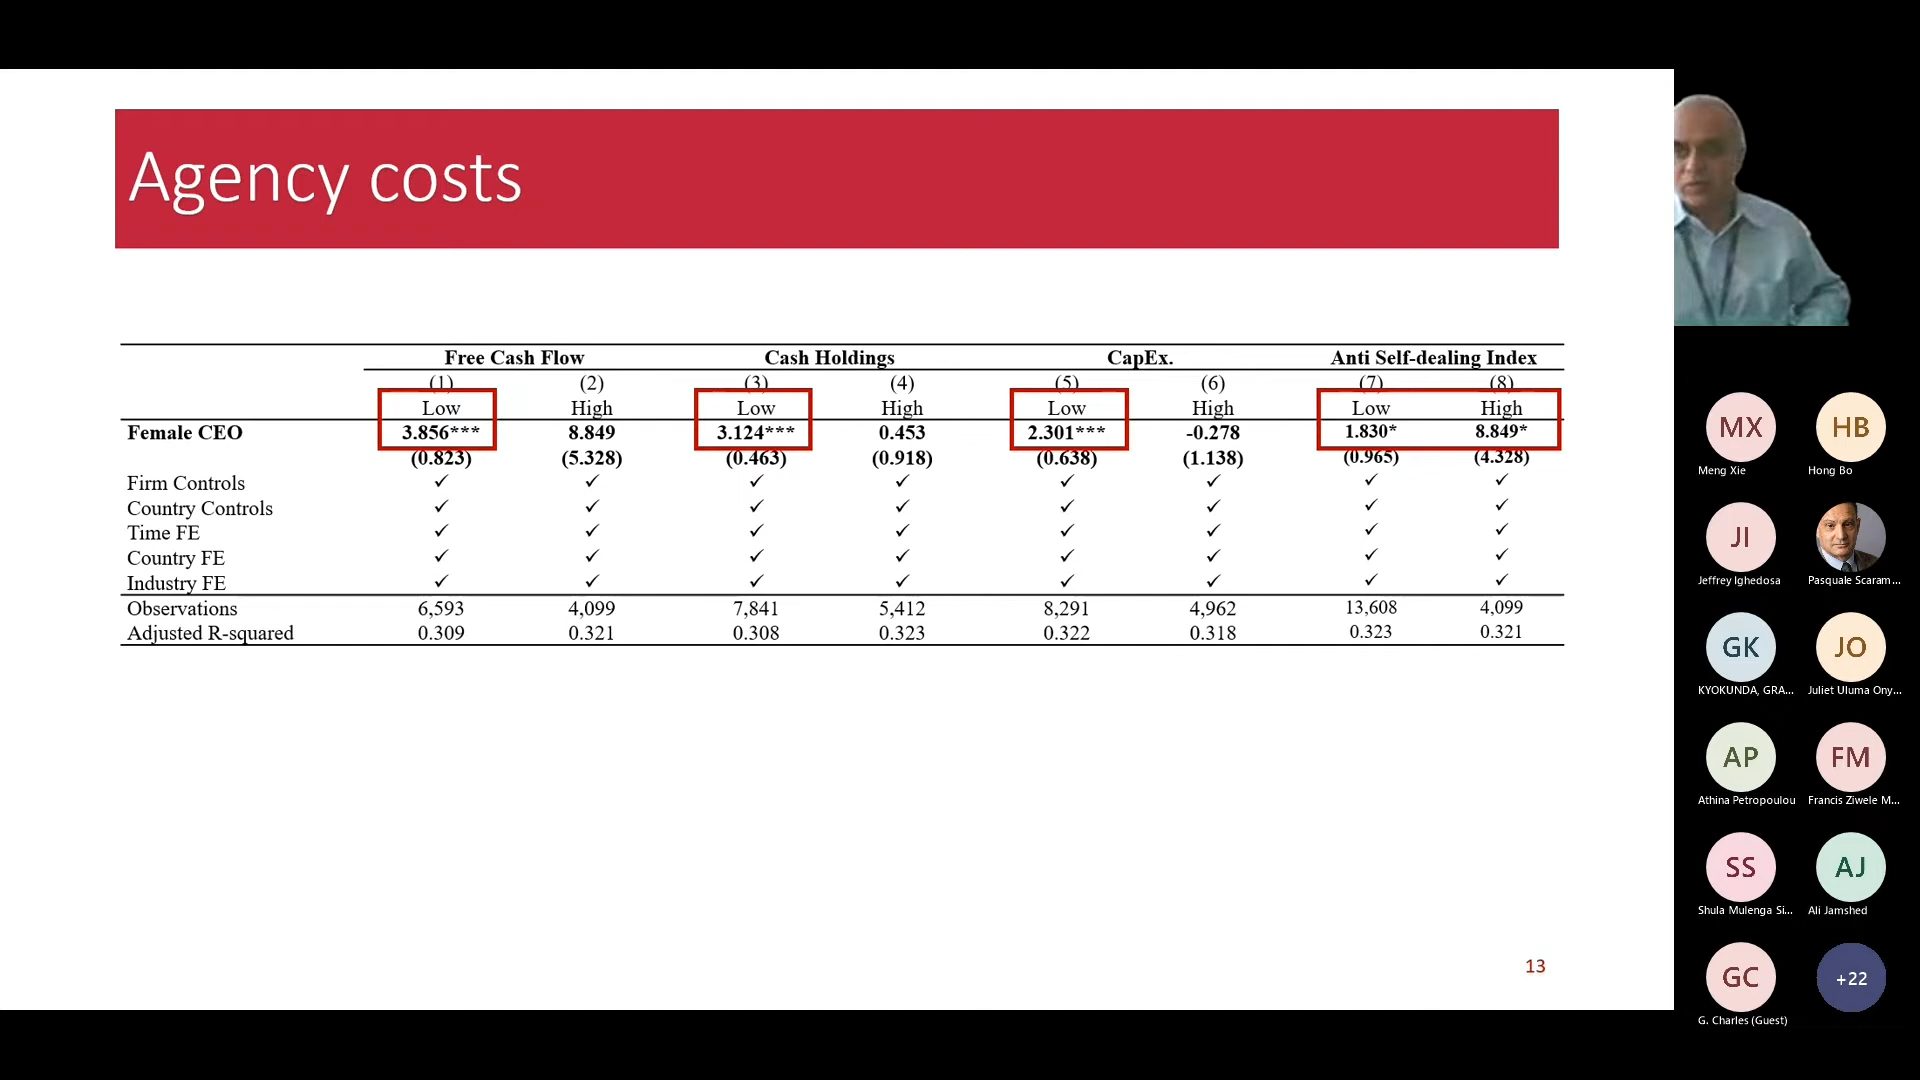 Agency costs
Free Cash Flow Cash Holdings CapEx. Anti Self-dealing Index
(1) (2) (3) (4) (5) (6) (7) (8)
Low High Low High Low High Low High
Female CEO 3.856*** 8.849 3.124*** 0.453 2.301*** -0.278 1.830* 8.849*
(0.823) (5.328) (0.463) (0.918) (0.638) (1.138) (0.965) (4.328)
Firm Controls ✓ ✓ ✓ ✓ ✓ ✓ ✓ ✓
Country Controls ✓ ✓ ✓ ✓ ✓ ✓ ✓ ✓
Time FE ✓ ✓ ✓ ✓ ✓ ✓ ✓ ✓
Country FE ✓ ✓ ✓ ✓ ✓ ✓ ✓ ✓
Industry FE ✓ ✓ ✓ ✓ ✓ ✓ ✓ ✓
Observations 6,593 4,099 7,841 5,412 8,291 4,962 13,608 4,099
Adjusted R-squared 0.309 0.321 0.308 0.323 0.322 0.318 0.323 0.321
13
MX HB
Meng Xie Hong Bo
JI
Jeffrey Ighedosa Pasquale Scaram...
GK JO
KYOKUNDA, GRA... Juliet Uluma Ony...
AP FM
Athina Petropoulou Francis Ziwele M...
SS AJ
Shula Mulenga Si... Ali Jamshed
GC +22
G. Charles (Guest)